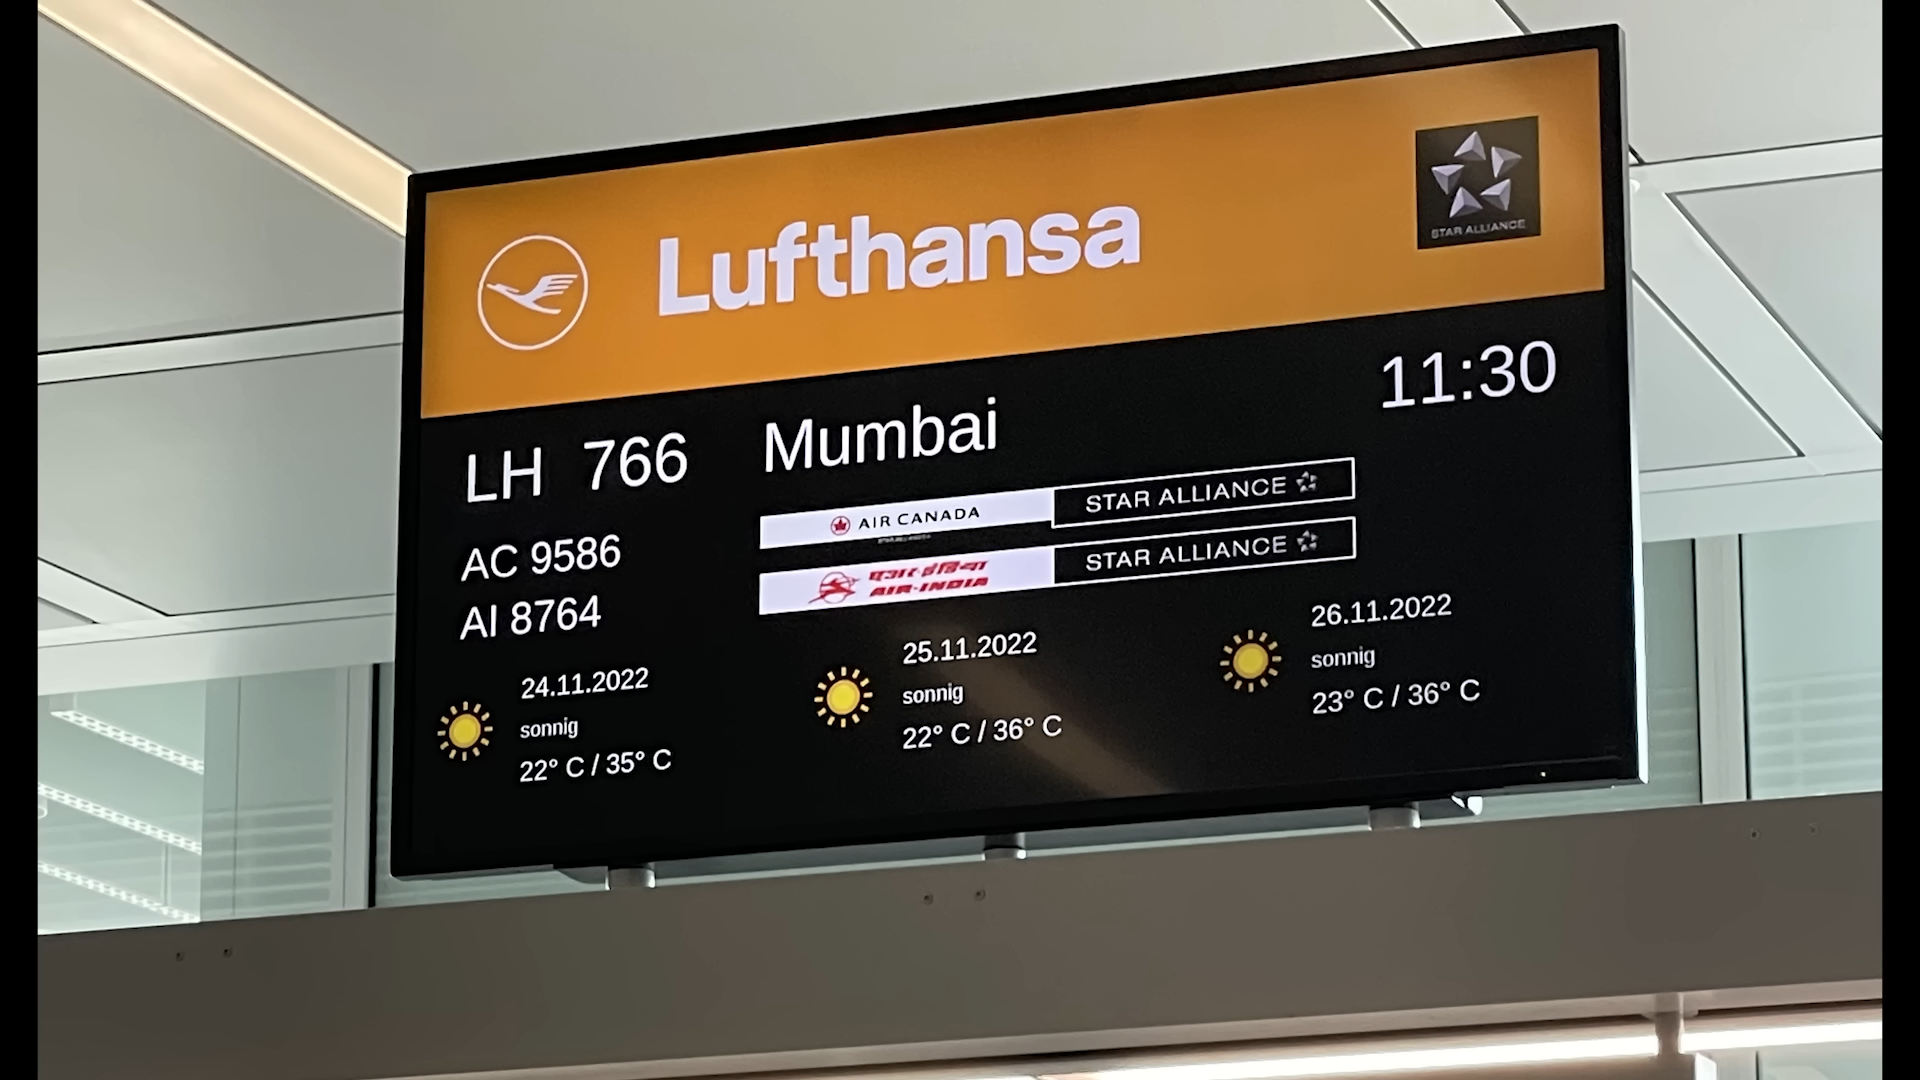 Lufthansa
STAR ALLIANCE
LH 766 Mumbai 11:30
AC 9586 AIR CANADA STAR ALLIANCE
AI 8764 एअर-इंडिया AIR-INDIA STAR ALLIANCE
24.11.2022
sonnig
22° C / 35° C
25.11.2022
sonnig
22° C / 36° C
26.11.2022
sonnig
23° C / 36° C